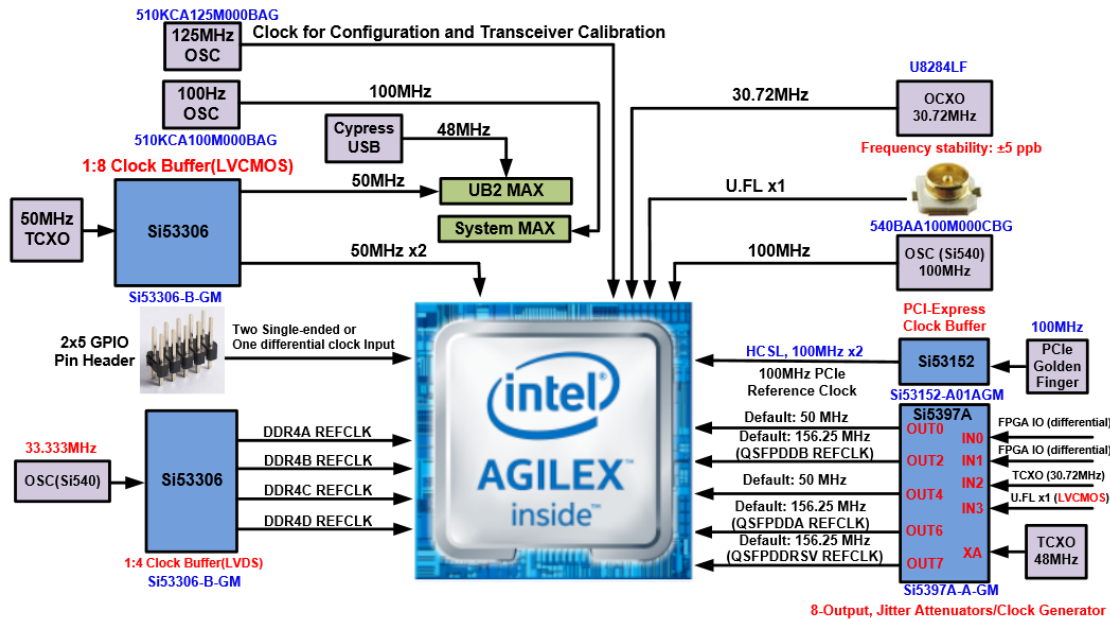 510KCA125M000BAG
125MHz
OSC
Clock for Configuration and Transceiver Calibration
100Hz
OSC
100MHz
510KCA100M000BAG
Cypress
USB
48MHz
1:8 Clock Buffer(LVCMOS)
50MHz
UB2 MAX
50MHz
TCXO
Si53306
System MAX
50MHz x2
Si53306-B-GM
U8284LF
30.72MHz
OCXO
30.72MHz
Frequency stability: ±5 ppb
U.FL x1
540BAA100M000CBG
100MHz
OSC (Si540)
100MHz
2x5 GPIO
Pin Header
Two Single-ended or
One differential clock Input
PCI-Express
Clock Buffer
100MHz
HCSL, 100MHz x2
100MHz PCIe
Reference Clock
Si53152
PCIe
Golden
Finger
Si53152-A01AGM
intel
AGILEX™
inside™
33.333MHz
OSC(Si540)
Si53306
DDR4A REFCLK
DDR4B REFCLK
DDR4C REFCLK
DDR4D REFCLK
1:4 Clock Buffer(LVDS)
Si53306-B-GM
Si5397A
Default: 50 MHz
OUT0
Default: 156.25 MHz
(QSFPDDB REFCLK)
OUT2
Default: 50 MHz
OUT4
Default: 156.25 MHz
(QSFPDDA REFCLK)
OUT6
Default: 156.25 MHz
(QSFPDDRSV REFCLK)
OUT7
FPGA IO (differential)
IN0
FPGA IO (differential)
IN1
TCXO (30.72MHz)
IN2
U.FL x1 (LVCMOS)
IN3
XA
TCXO
48MHz
Si5397A-A-GM
8-Output, Jitter Attenuators/Clock Generator